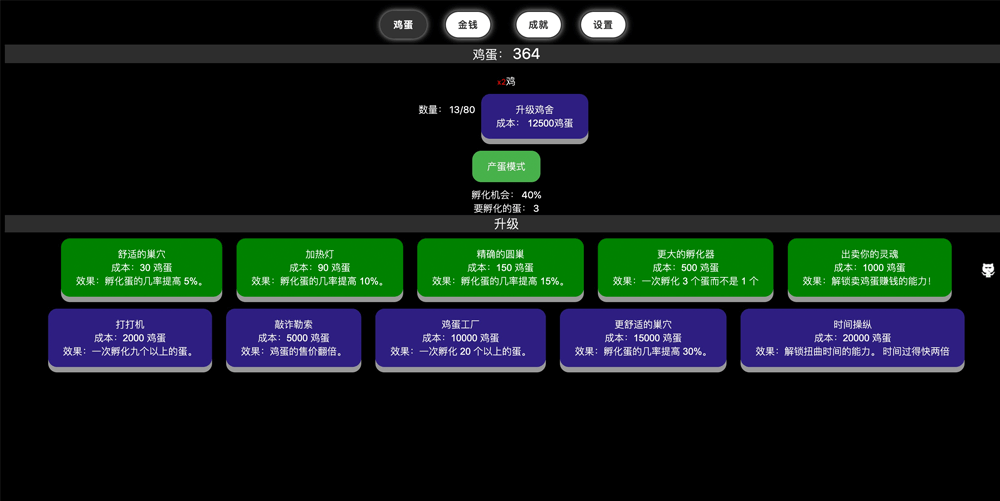 鸡蛋 金钱 成就 设置
鸡蛋： 364
x2鸡
数量： 13/80
升级鸡舍
成本： 12500鸡蛋
产蛋模式
孵化机会： 40%
要孵化的蛋： 3
升级
舒适的巢穴
成本：30 鸡蛋
效果：孵化蛋的几率提高 5%。
加热灯
成本：90 鸡蛋
效果：孵化蛋的几率提高 10%。
精确的圆巢
成本：150 鸡蛋
效果：孵化蛋的几率提高 15%。
更大的孵化器
成本：500 鸡蛋
效果：一次孵化 3 个蛋而不是 1 个
出卖你的灵魂
成本：1000 鸡蛋
效果：解锁卖鸡蛋赚钱的能力！
打打机
成本：2000 鸡蛋
效果：一次孵化九个以上的蛋。
敲诈勒索
成本：5000 鸡蛋
效果：鸡蛋的售价翻倍。
鸡蛋工厂
成本：10000 鸡蛋
效果：一次孵化 20 个以上的蛋。
更舒适的巢穴
成本：15000 鸡蛋
效果：孵化蛋的几率提高 30%。
时间操纵
成本：20000 鸡蛋
效果：解锁扭曲时间的能力。 时间过得快两倍